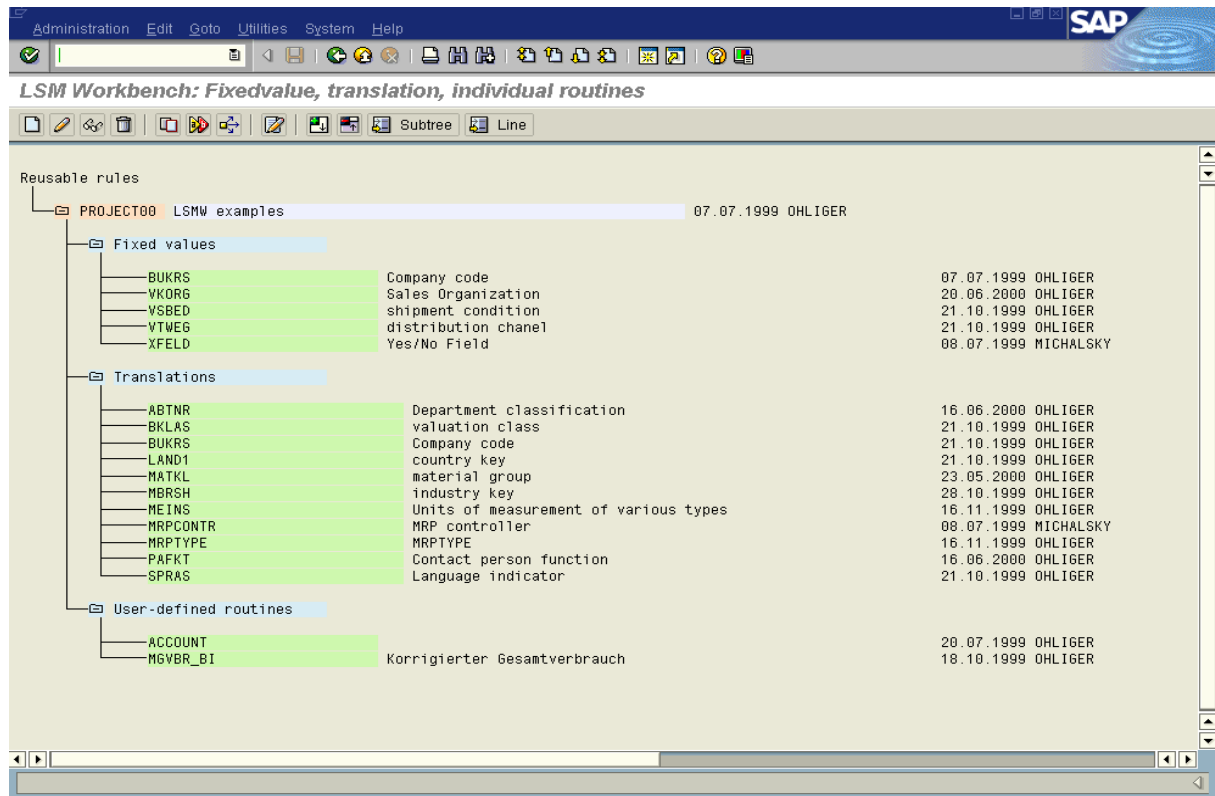 Administration Edit Goto Utilities System Help
SAP
LSM Workbench: Fixedvalue, translation, individual routines
Subtree Line
Reusable rules
PROJECT00 LSMW examples 07.07.1999 OHLIGER
Fixed values
BUKRS Company code 07.07.1999 OHLIGER
VKORG Sales Organization 20.06.2000 OHLIGER
VSBED shipment condition 21.10.1999 OHLIGER
VTWEG distribution chanel 21.10.1999 OHLIGER
XFELD Yes/No Field 08.07.1999 MICHALSKY
Translations
ABTNR Department classification 16.06.2000 OHLIGER
BKLAS valuation class 21.10.1999 OHLIGER
BUKRS Company code 21.10.1999 OHLIGER
LAND1 country key 21.10.1999 OHLIGER
MATKL material group 23.05.2000 OHLIGER
MBRSH industry key 28.10.1999 OHLIGER
MEINS Units of measurement of various types 16.11.1999 OHLIGER
MRPCONTR MRP controller 08.07.1999 MICHALSKY
MRPTYPE MRPTYPE 16.11.1999 OHLIGER
PAFKT Contact person function 16.06.2000 OHLIGER
SPRAS Language indicator 21.10.1999 OHLIGER
User-defined routines
ACCOUNT 20.07.1999 OHLIGER
MGVBR_BI Korrigierter Gesamtverbrauch 18.10.1999 OHLIGER